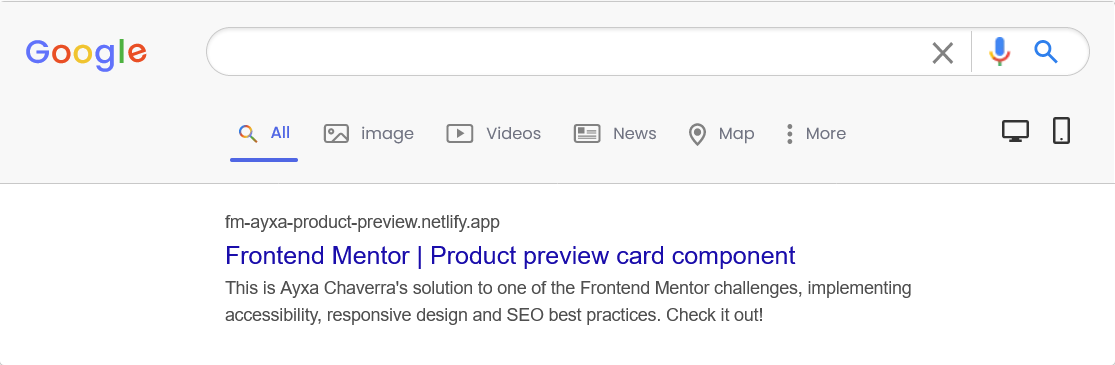 Google
All image Videos News Map More
fm-ayxa-product-preview.netlify.app
Frontend Mentor | Product preview card component
This is Ayxa Chaverra's solution to one of the Frontend Mentor challenges, implementing
accessibility, responsive design and SEO best practices. Check it out!